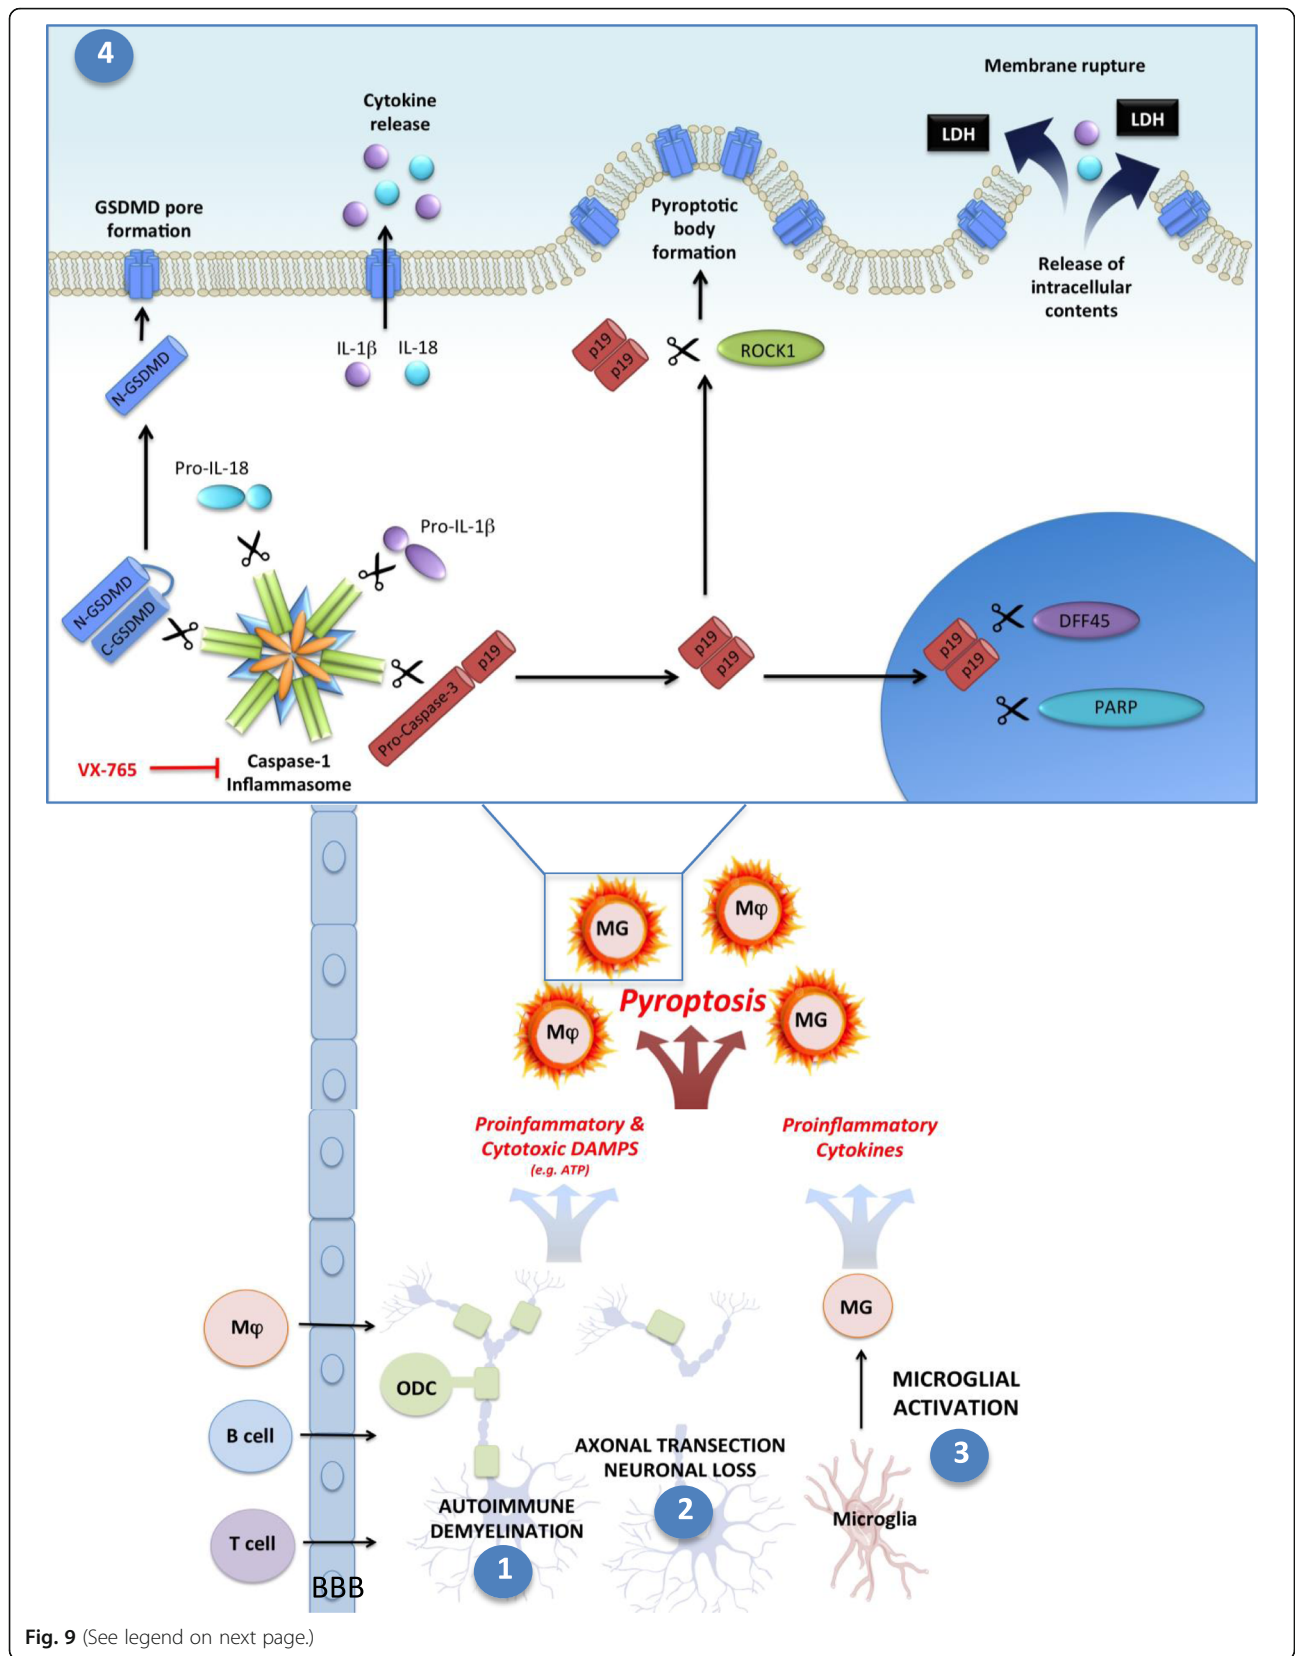 4
Membrane rupture
Cytokine
release
LDH
LDH
GSDMD pore
formation
Pyroptotic
body
formation
Release of
intracellular
contents
IL-1β
IL-18
p19
p19
ROCK1
N-GSDMD
Pro-IL-18
Pro-IL-1β
N-GSDMD
C-GSDMD
Pro-Caspase-3
p19
p19
p19
p19
p19
DFF45
PARP
VX-765
Caspase-1
Inflammasome
MG
Mφ
Pyroptosis
Mφ
MG
Proinfammatory &
Cytotoxic DAMPS
(e.g. ATP)
Proinflammatory
Cytokines
Mφ
MG
ODC
MICROGLIAL
ACTIVATION
3
B cell
AXONAL TRANSECTION
NEURONAL LOSS
2
AUTOIMMUNE
DEMYELINATION
1
Microglia
T cell
BBB
Fig. 9 (See legend on next page.)